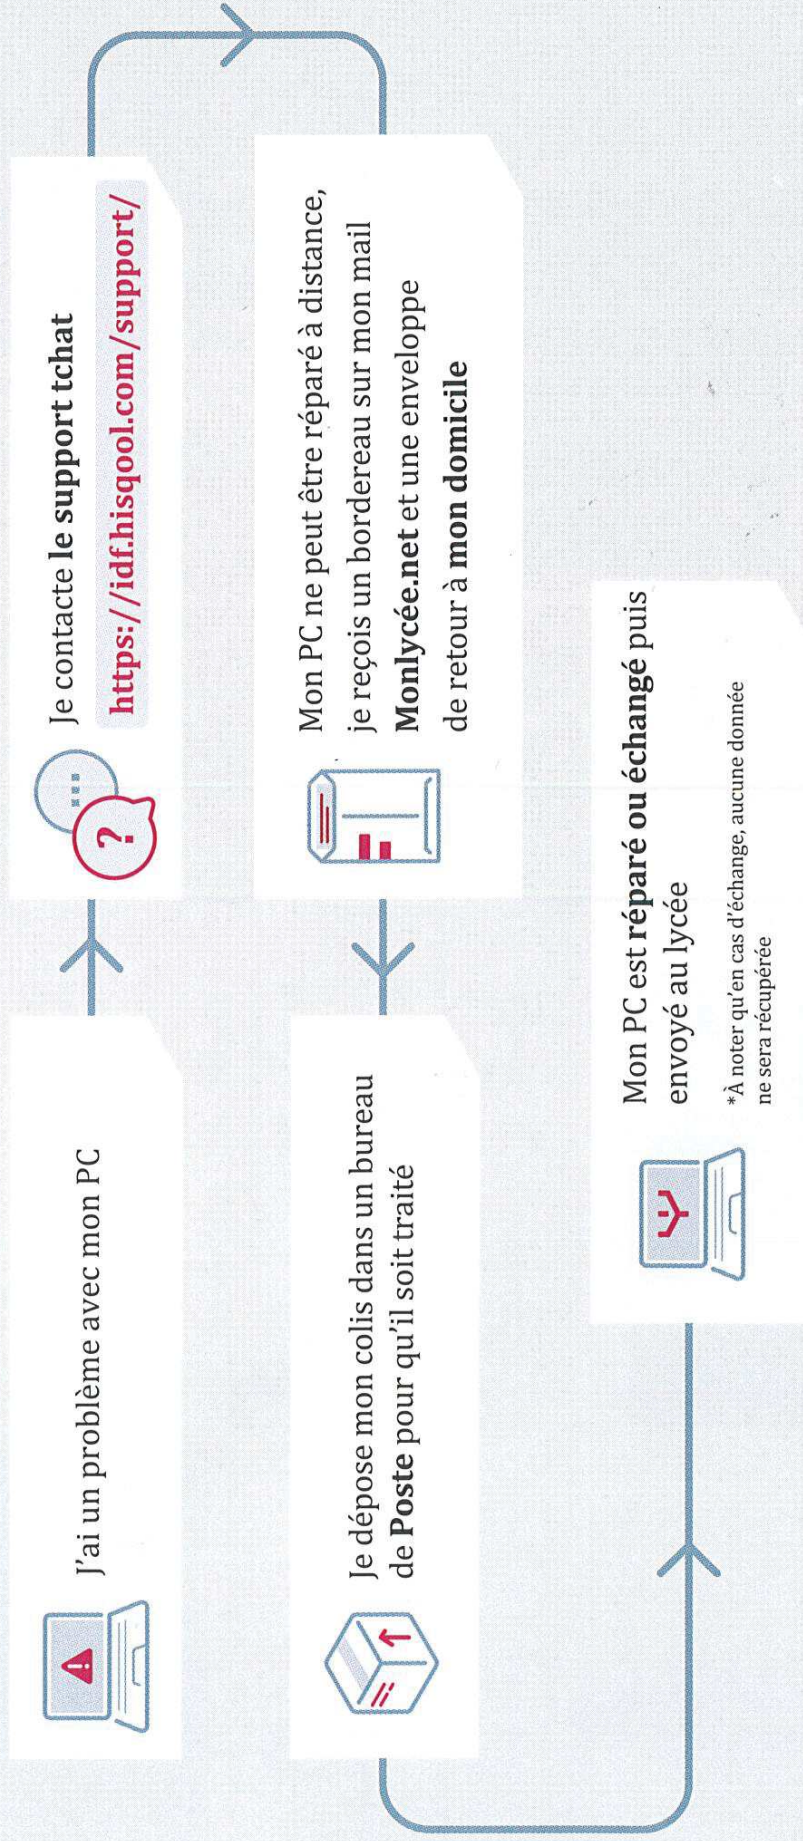 J'ai un problème avec mon PC
Je contacte le support tchat
https://idf.hisqool.com/support/
Mon PC ne peut être réparé à distance,
je reçois un bordereau sur mon mail
Monlycée.net et une enveloppe
de retour à mon domicile
Je dépose mon colis dans un bureau
de Poste pour qu'il soit traité
Mon PC est réparé ou échangé puis
envoyé au lycée
*À noter qu'en cas d'échange, aucune donnée
ne sera récupérée